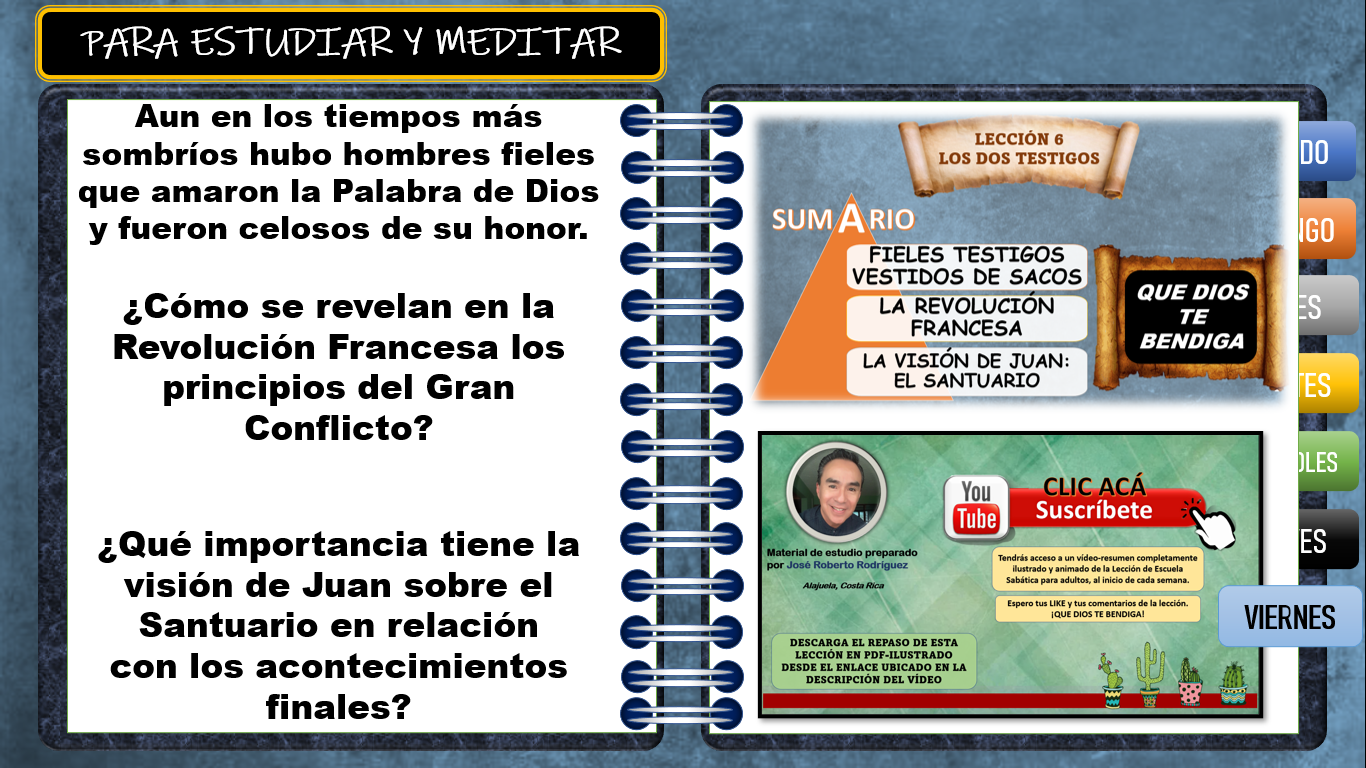 PARA ESTUDIAR Y MEDITAR
Aun en los tiempos más
sombríos hubo hombres fieles
que amaron la Palabra de Dios
y fueron celosos de su honor.
¿Cómo se revelan en la
Revolución Francesa los
principios del Gran
Conflicto?
¿Qué importancia tiene la
visión de Juan sobre el
Santuario en relación
con los acontecimientos
finales?
LECCIÓN 6
LOS DOS TESTIGOS
SUMARIO
FIELES TESTIGOS
VESTIDOS DE SACOS
LA REVOLUCIÓN
FRANCESA
LA VISIÓN DE JUAN:
EL SANTUARIO
QUE DIOS
TE
BENDIGA
Material de estudio preparado
por José Roberto Rodríguez
Alajuela, Costa Rica
You
Tube
CLIC ACÁ
Suscríbete
Tendrás acceso a un vídeo-resumen completamente
ilustrado y animado de la Lección de Escuela
Sabática para adultos, al inicio de cada semana.
Espero tus LIKE y tus comentarios de la lección.
¡QUE DIOS TE BENDIGA!
DESCARGA EL REPASO DE ESTA
LECCIÓN EN PDF-ILUSTRADO
DESDE EL ENLACE UBICADO EN LA
DESCRIPCIÓN DEL VÍDEO
DO
NGO
ES
TES
OLES
ES
VIERNES